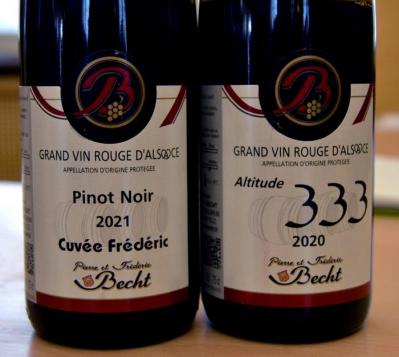 B
GRAND VIN ROUGE D'ALSACE
APPELLATION D'ORIGINE PROTEGEE
Pinot Noir
2021
Cuvée Frédéric
Pierre et Frédéric
Becht
B
GRAND VIN ROUGE D'ALSACE
APPELLATION D'ORIGINE PROTEGEE
Altitude
333
2020
Pierre et Frédéric
Becht